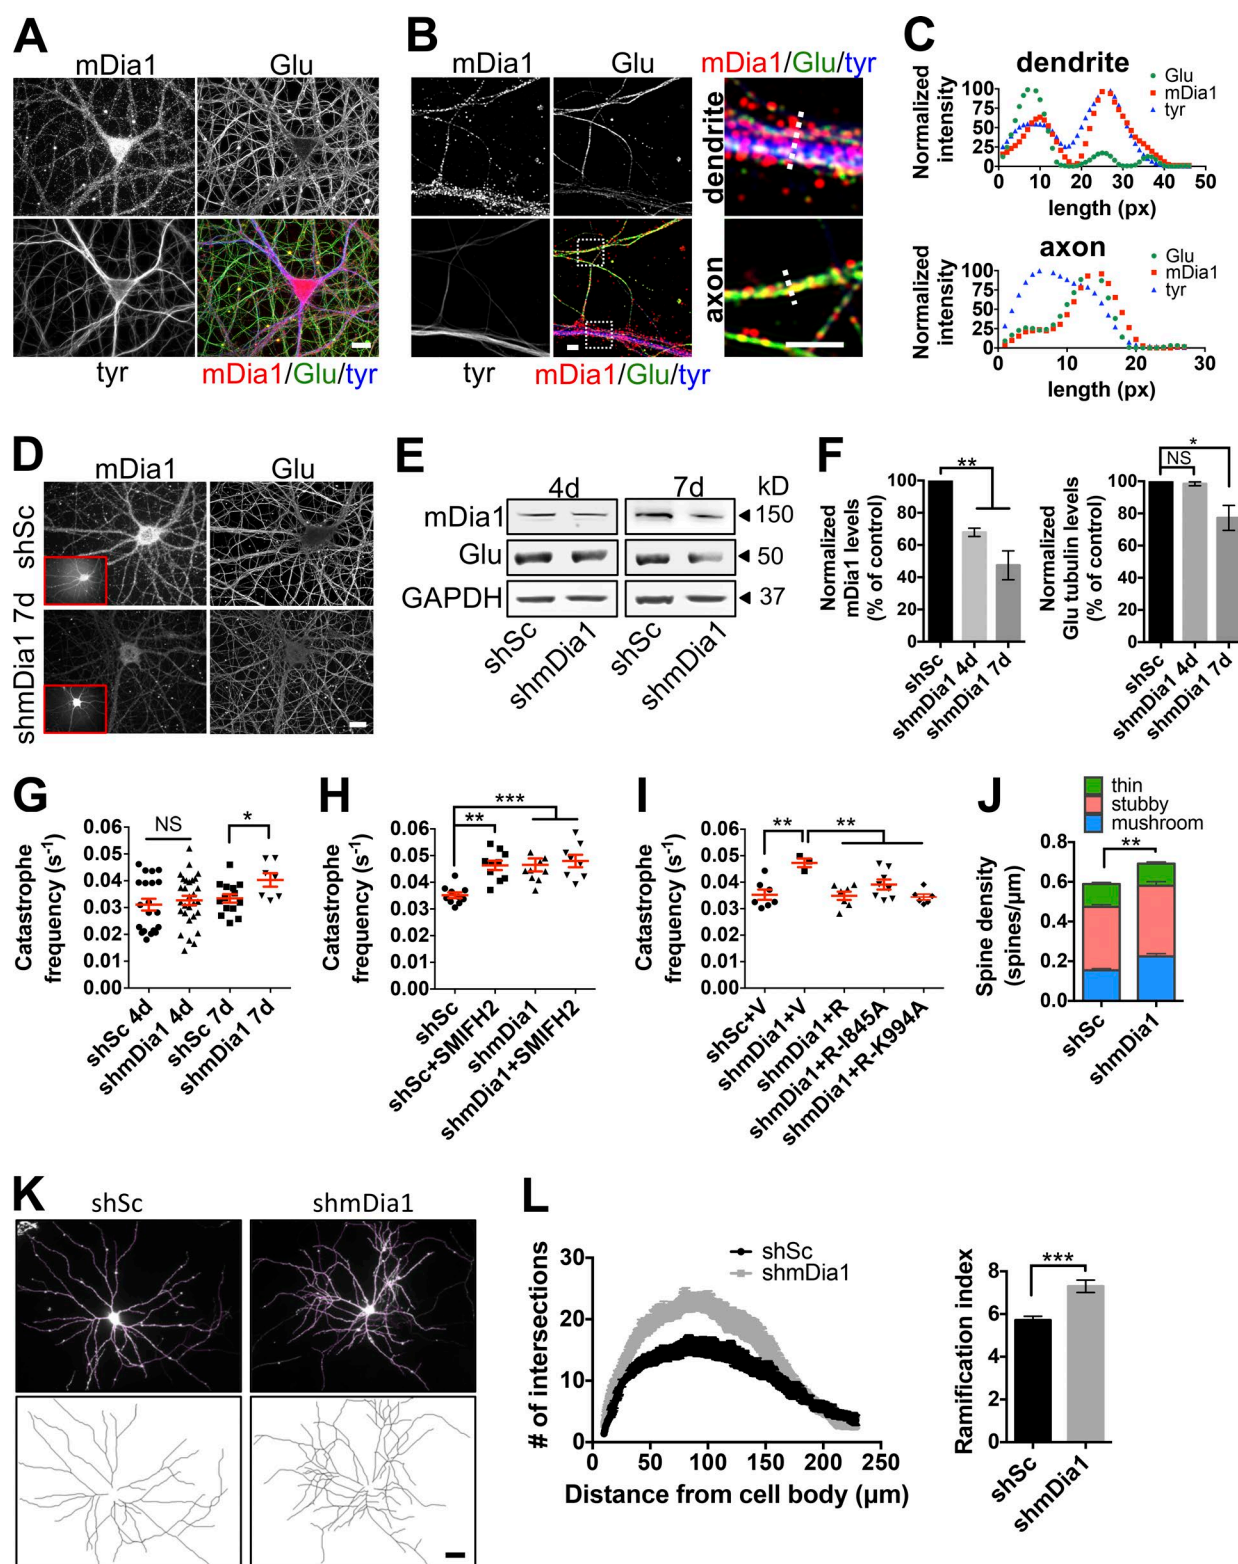 A
mDia1 Glu
tyr mDia1/Glu/tyr
B
mDia1 Glu mDia1/Glu/tyr
dendrite
axon
tyr mDia1/Glu/tyr
C
dendrite
Normalized intensity
100
75
50
25
0
0 10 20 30 40 50
length (px)
Glu
mDia1
tyr
axon
Normalized intensity
100
75
50
25
0
0 10 20 30
length (px)
Glu
mDia1
tyr
D
mDia1 Glu
shSc
shmDia1 7d
E
4d 7d kD
mDia1 150
Glu 50
GAPDH 37
shSc shmDia1 shSc shmDia1
F
Normalized
mDia1 levels
(% of control)
100
80
60
40
20
0
**
shSc shmDia1 4d shmDia1 7d
Normalized
Glu tubulin levels
(% of control)
100
80
60
40
20
0
*
NS
shSc shmDia1 4d shmDia1 7d
G
Catastrophe
frequency (s-1)
0.06
0.05
0.04
0.03
0.02
0.01
0.00
NS *
shSc 4d shmDia1 4d shSc 7d shmDia1 7d
H
Catastrophe
frequency (s-1)
0.06
0.05
0.04
0.03
0.02
0.01
0.00
***
**
shSc shSc+SMIFH2 shmDia1 shmDia1+SMIFH2
I
Catastrophe
frequency (s-1)
0.06
0.05
0.04
0.03
0.02
0.01
0.00
** **
shSc+V shmDia1+V shmDia1+R shmDia1+R-I845A shmDia1+R-K994A
J
thin
stubby
mushroom
Spine density
(spines/μm)
0.8
0.6
0.4
0.2
0.0
**
shSc shmDia1
K
shSc shmDia1
L
# of intersections
30
20
10
0
0 50 100 150 200 250
Distance from cell body (μm)
shSc
shmDia1
Ramification index
8
6
4
2
0
***
shSc shmDia1